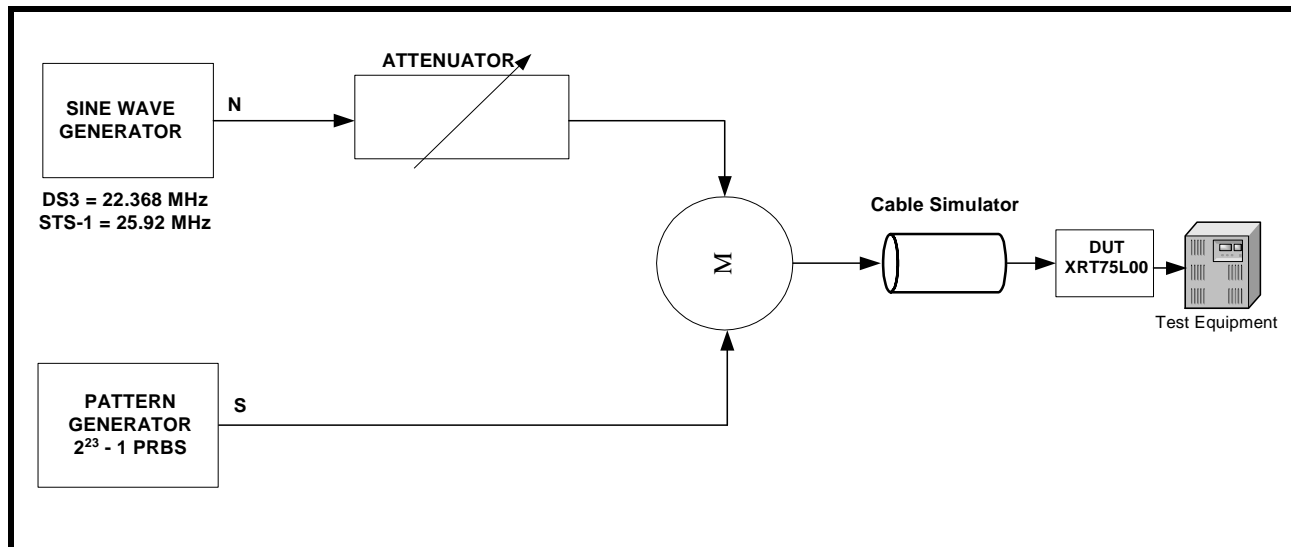 ATTENUATOR
SINE WAVE
GENERATOR
N
DS3 = 22.368 MHz
STS-1 = 25.92 MHz
Cable Simulator
M
DUT
XRT75L00
Test Equipment
PATTERN
GENERATOR
2²³ - 1 PRBS
S